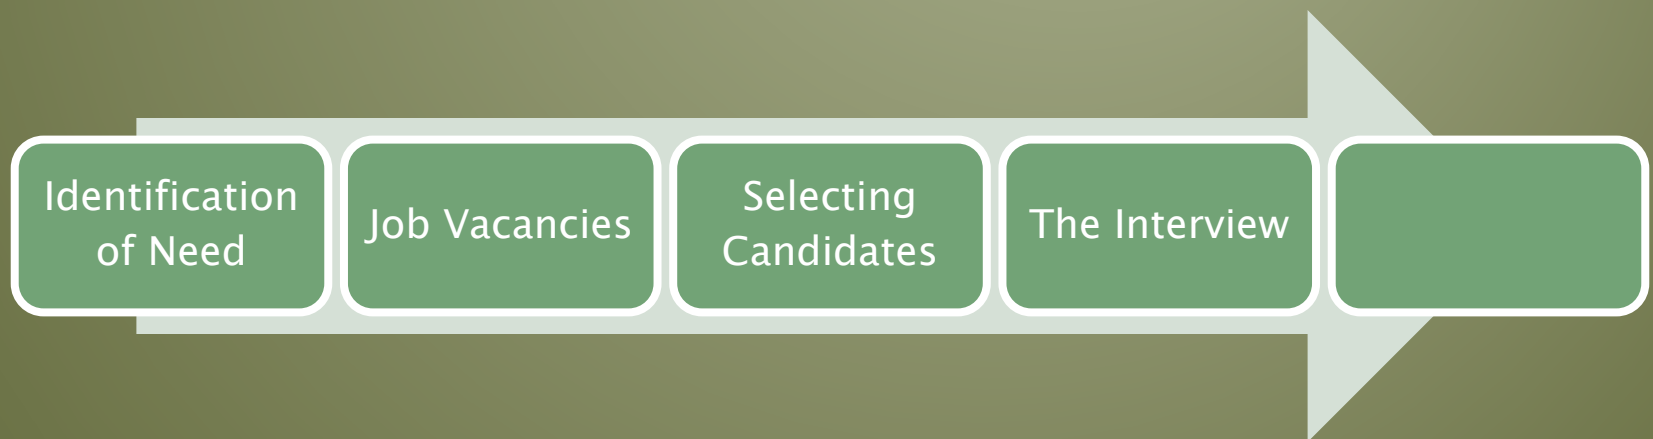 Identification
of Need
Job Vacancies
Selecting
Candidates
The Interview